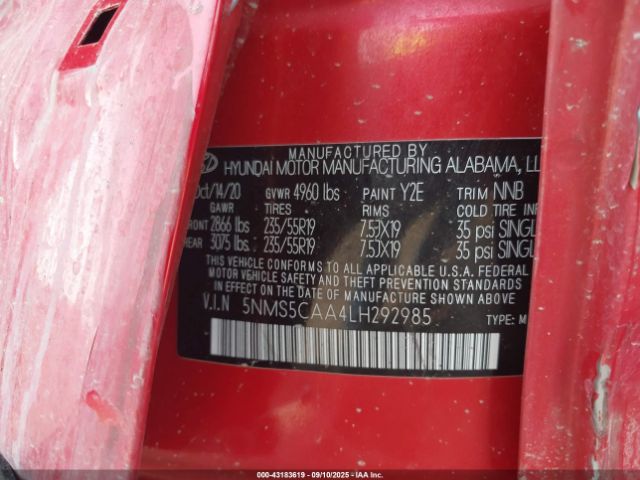 MANUFACTURED BY
HYUNDAI MOTOR MANUFACTURING ALABAMA, LL
Oct/14/20 GVWR 4960 lbs PAINT Y2E TRIM NNB
GAWR TIRES RIMS COLD TIRE INF
FRONT 2866 lbs 235/55R19 7.5JX19 35 psi SINGL
REAR 3075 lbs. 235/55R19 7.5JX19 35 psi SINGL
THIS VEHICLE CONFORMS TO ALL APPLICABLE U.S.A. FEDERAL
MOTOR VEHICLE SAFETY AND THEFT PREVENTION
STANDARDS IN EFFECT ON THE DATE OF MANUFACTURE SHOWN ABOVE.
V.I.N 5NMS5CAA4LH292985 TYPE: M
000-43183619 09/10/2025 Copyright © IAA, LLC.